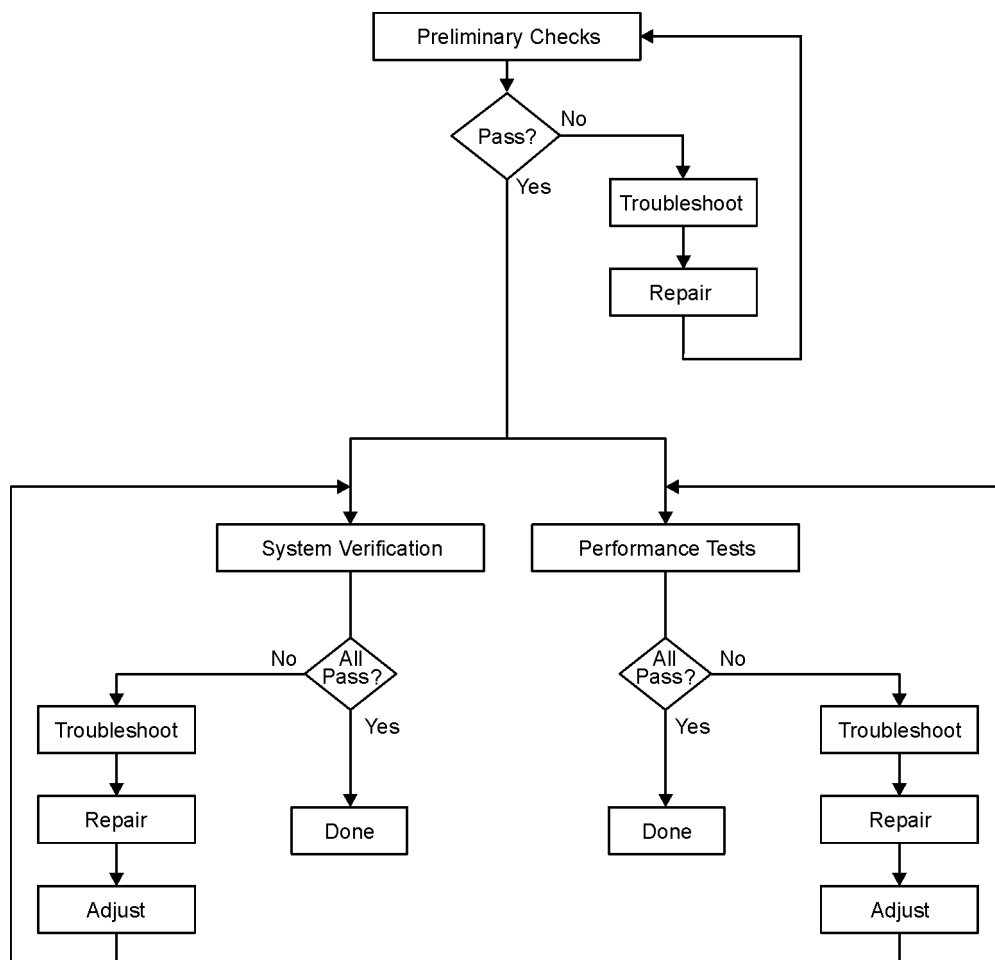 Preliminary Checks
Pass?
No
Yes
Troubleshoot
Repair
System Verification
Performance Tests
No
All
Pass?
Yes
All
Pass?
No
Yes
Troubleshoot
Troubleshoot
Repair
Done
Done
Repair
Adjust
Adjust